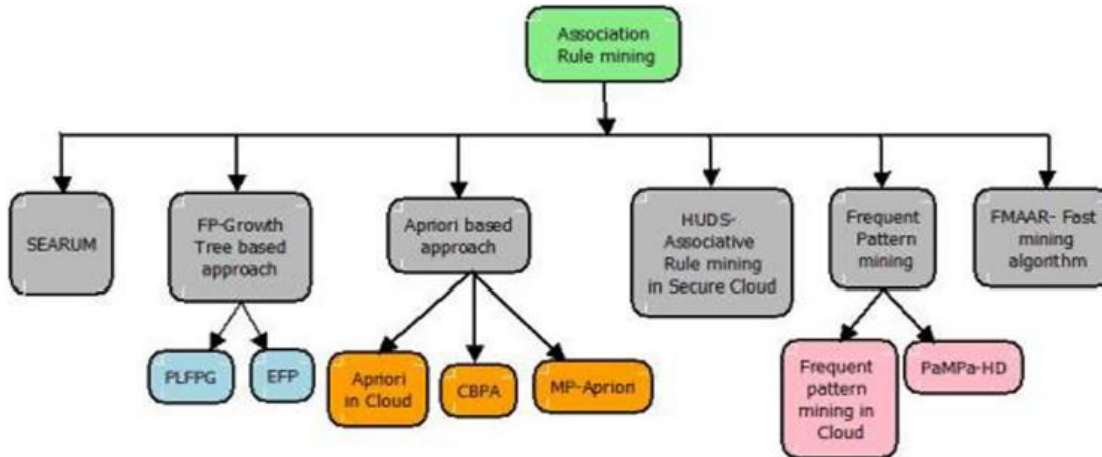 Association
Rule mining
SEARUM
FP-Growth
Tree based
approach
Apriori based
approach
HUDS-
Associative
Rule mining
in Secure Cloud
Frequent
Pattern
mining
FMAAR- Fast
mining
algorithm
PLFPG
EFP
Apriori
in Cloud
CBPA
MP-Apriori
Frequent
pattern
mining in
Cloud
PaMPa-HD